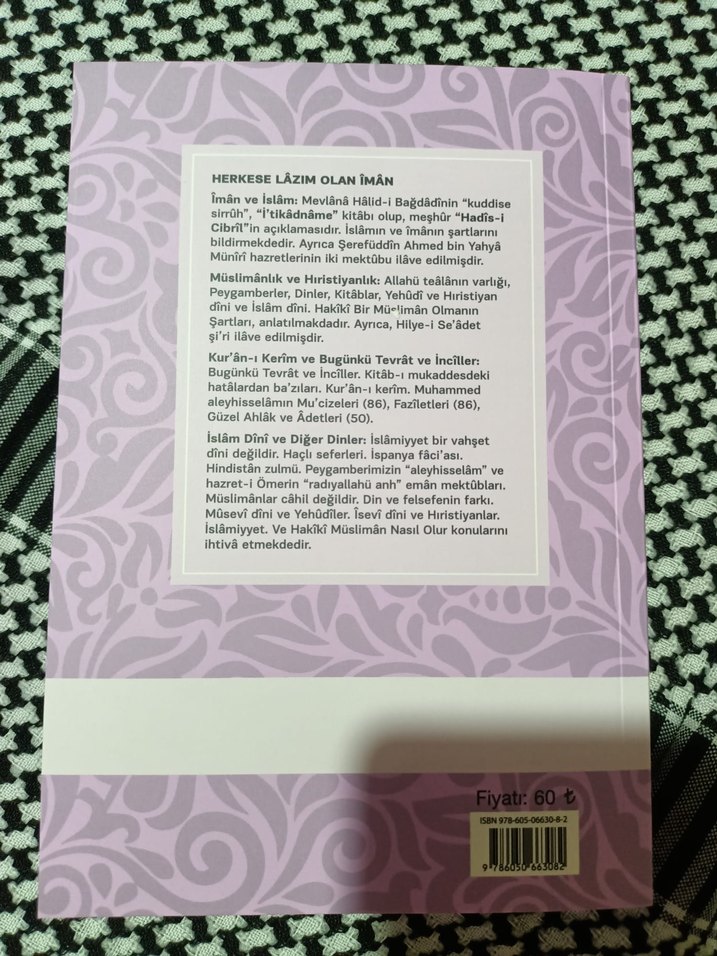 HERKESE LÂZIM OLAN ÎMÂN
Îmân ve İslâm: Mevlânâ Hâlid-i Bağdâdînin “kuddise
sirrûh”, “İ’tikâdnâme” kitâbı olup, meşhûr “Hadîs-i
Cibrîl”in açıklamasıdır. İslâmın ve îmânın şartlarını
bildirmekdedir. Ayrıca Şerefüddîn Ahmed bin Yahyâ
Münîrî hazretlerinin iki mektûbu ilâve edilmişdir.
Müslimânlık ve Hıristiyanlık: Allahü teâlânın varlığı,
Peygamberler, Dinler, Kitâblar, Yehûdî ve Hıristiyan
dîni ve İslâm dîni. Hakîkî Bir Müslimân Olmanın
Şartları, anlatılmakdadır. Ayrıca, Hilye-i Se’âdet
şi’ri ilâve edilmişdir.
Kur’ân-ı Kerîm ve Bugünkü Tevrât ve İncîller:
Bugünkü Tevrât ve İncîller. Kitâb-ı mukaddesdeki
hatâlardan ba’zıları. Kur’ân-ı kerîm. Muhammed
aleyhisselâmın Mu’cizeleri (86), Fazîletleri (86),
Güzel Ahlâk ve Âdetleri (50).
İslâm Dînî ve Diğer Dinler: İslâmiyyet bir vahşet
dîni değildir. Haçlı seferleri. İspanya fâci’ası.
Hindistân zulmü. Peygamberimizin “aleyhisselâm” ve
hazret-i Ömerin “radıyallahü anh” emân mektûbları.
Müslimânlar câhil değildir. Din ve felsefenin farkı.
Mûsevî dîni ve Yehûdîler. Îsevî dîni ve Hıristiyanlar.
İslâmiyyet. Ve Hakîkî Müslimân Nasıl Olur konularını
ihtivâ etmekdedir.
Fiyatı: 60 ₺
ISBN 978-605-06630-8-2
9 786050 663082